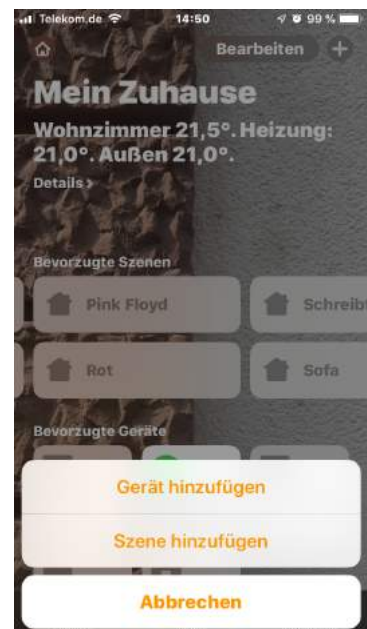 Telekom.de 14:50 99 %
Bearbeiten +
Mein Zuhause
Wohnzimmer 21,5°. Heizung:
21,0°. Außen 21,0°.
Details >
Bevorzugte Szenen
Pink Floyd
Schreibt
Rot
Sofa
Bevorzugte Geräte
Gerät hinzufügen
Szene hinzufügen
Abbrechen